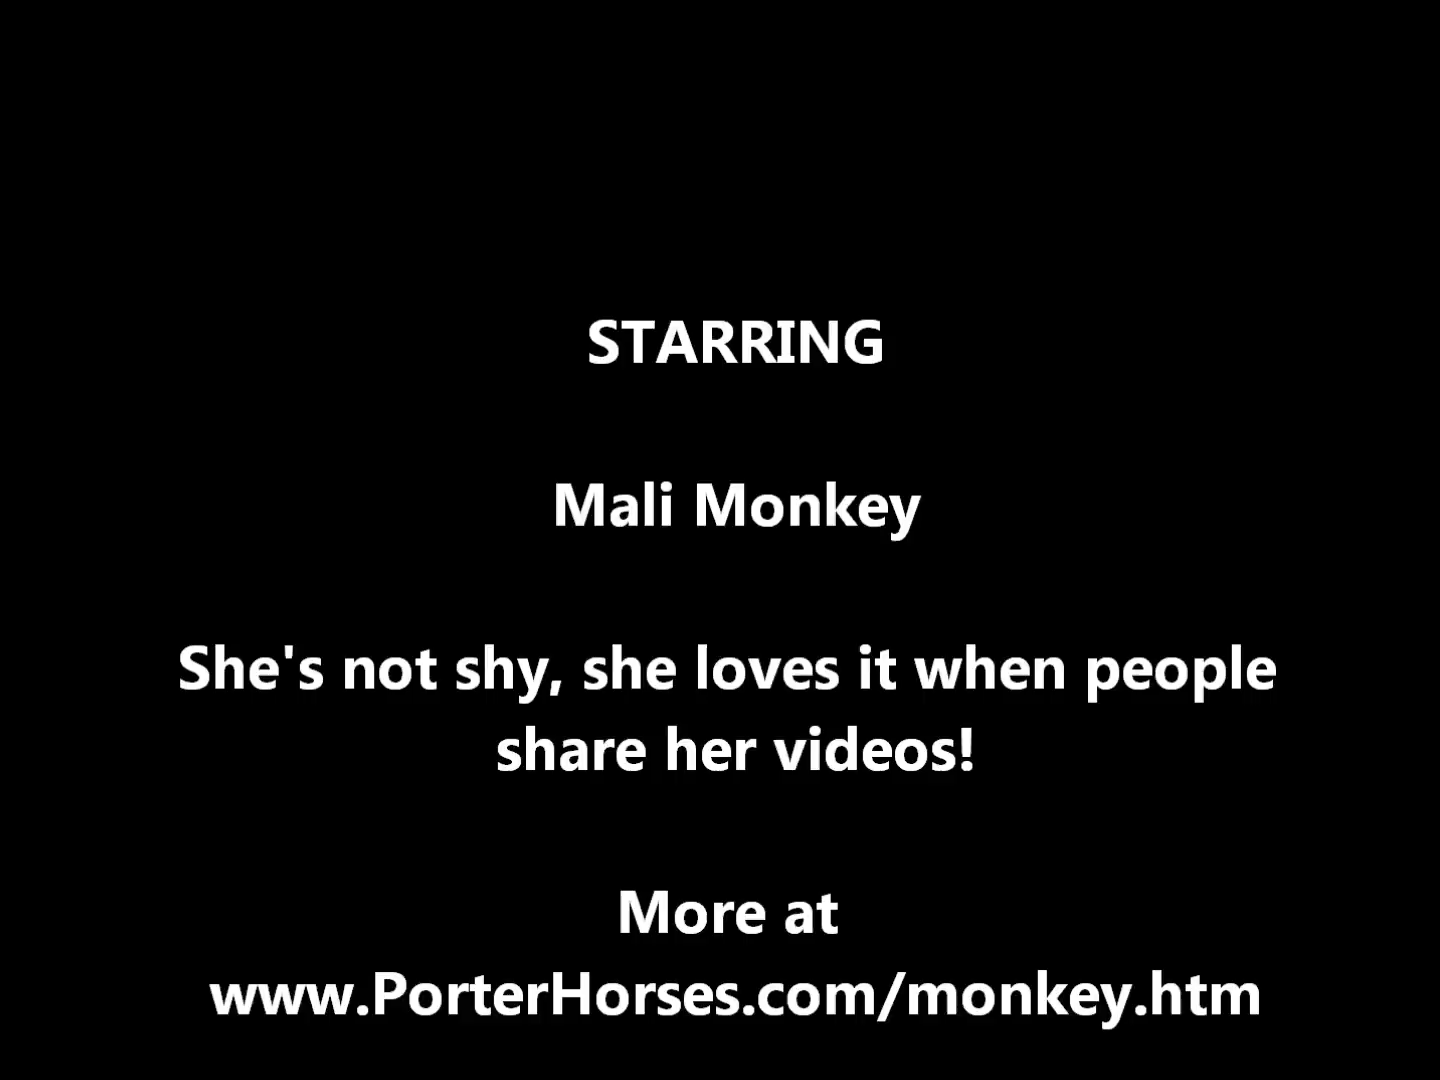 STARRING
Mali Monkey
She's not shy, she loves it when people
share her videos!
More at
www.PorterHorses.com/monkey.htm